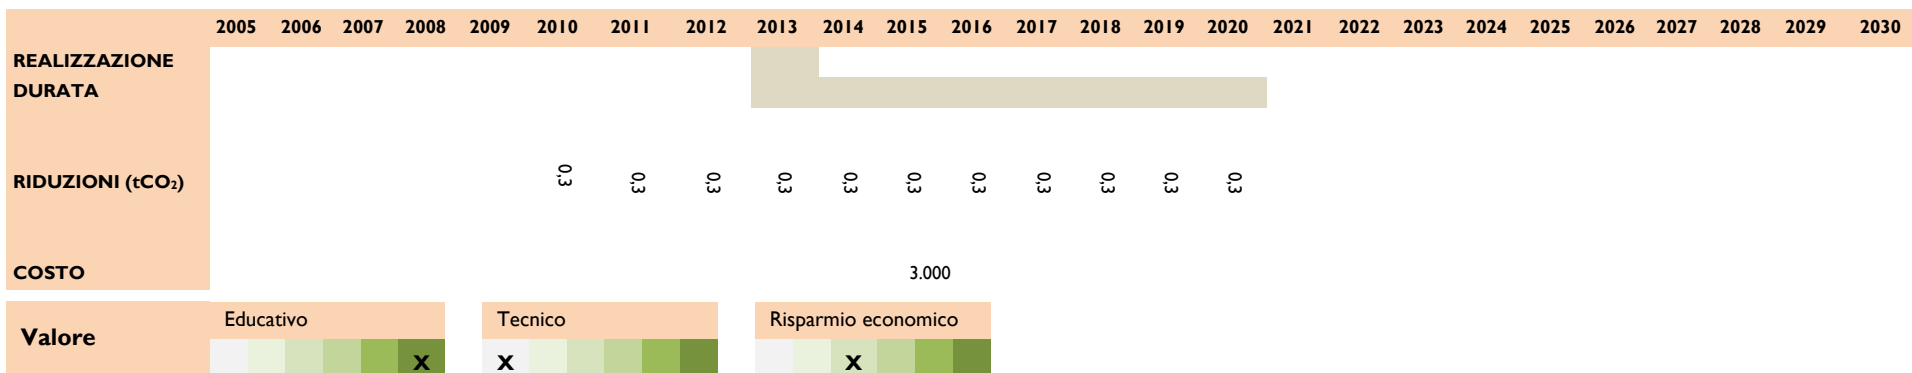 2005 2006 2007 2008 2009 2010 2011 2012 2013 2014 2015 2016 2017 2018 2019 2020 2021 2022 2023 2024 2025 2026 2027 2028 2029 2030
REALIZZAZIONE
DURATA
RIDUZIONI (tCO₂) 0,3 0,3 0,3 0,3 0,3 0,3 0,3 0,3 0,3 0,3 0,3
COSTO 3.000
Valore Educativo Tecnico Risparmio economico
X X X